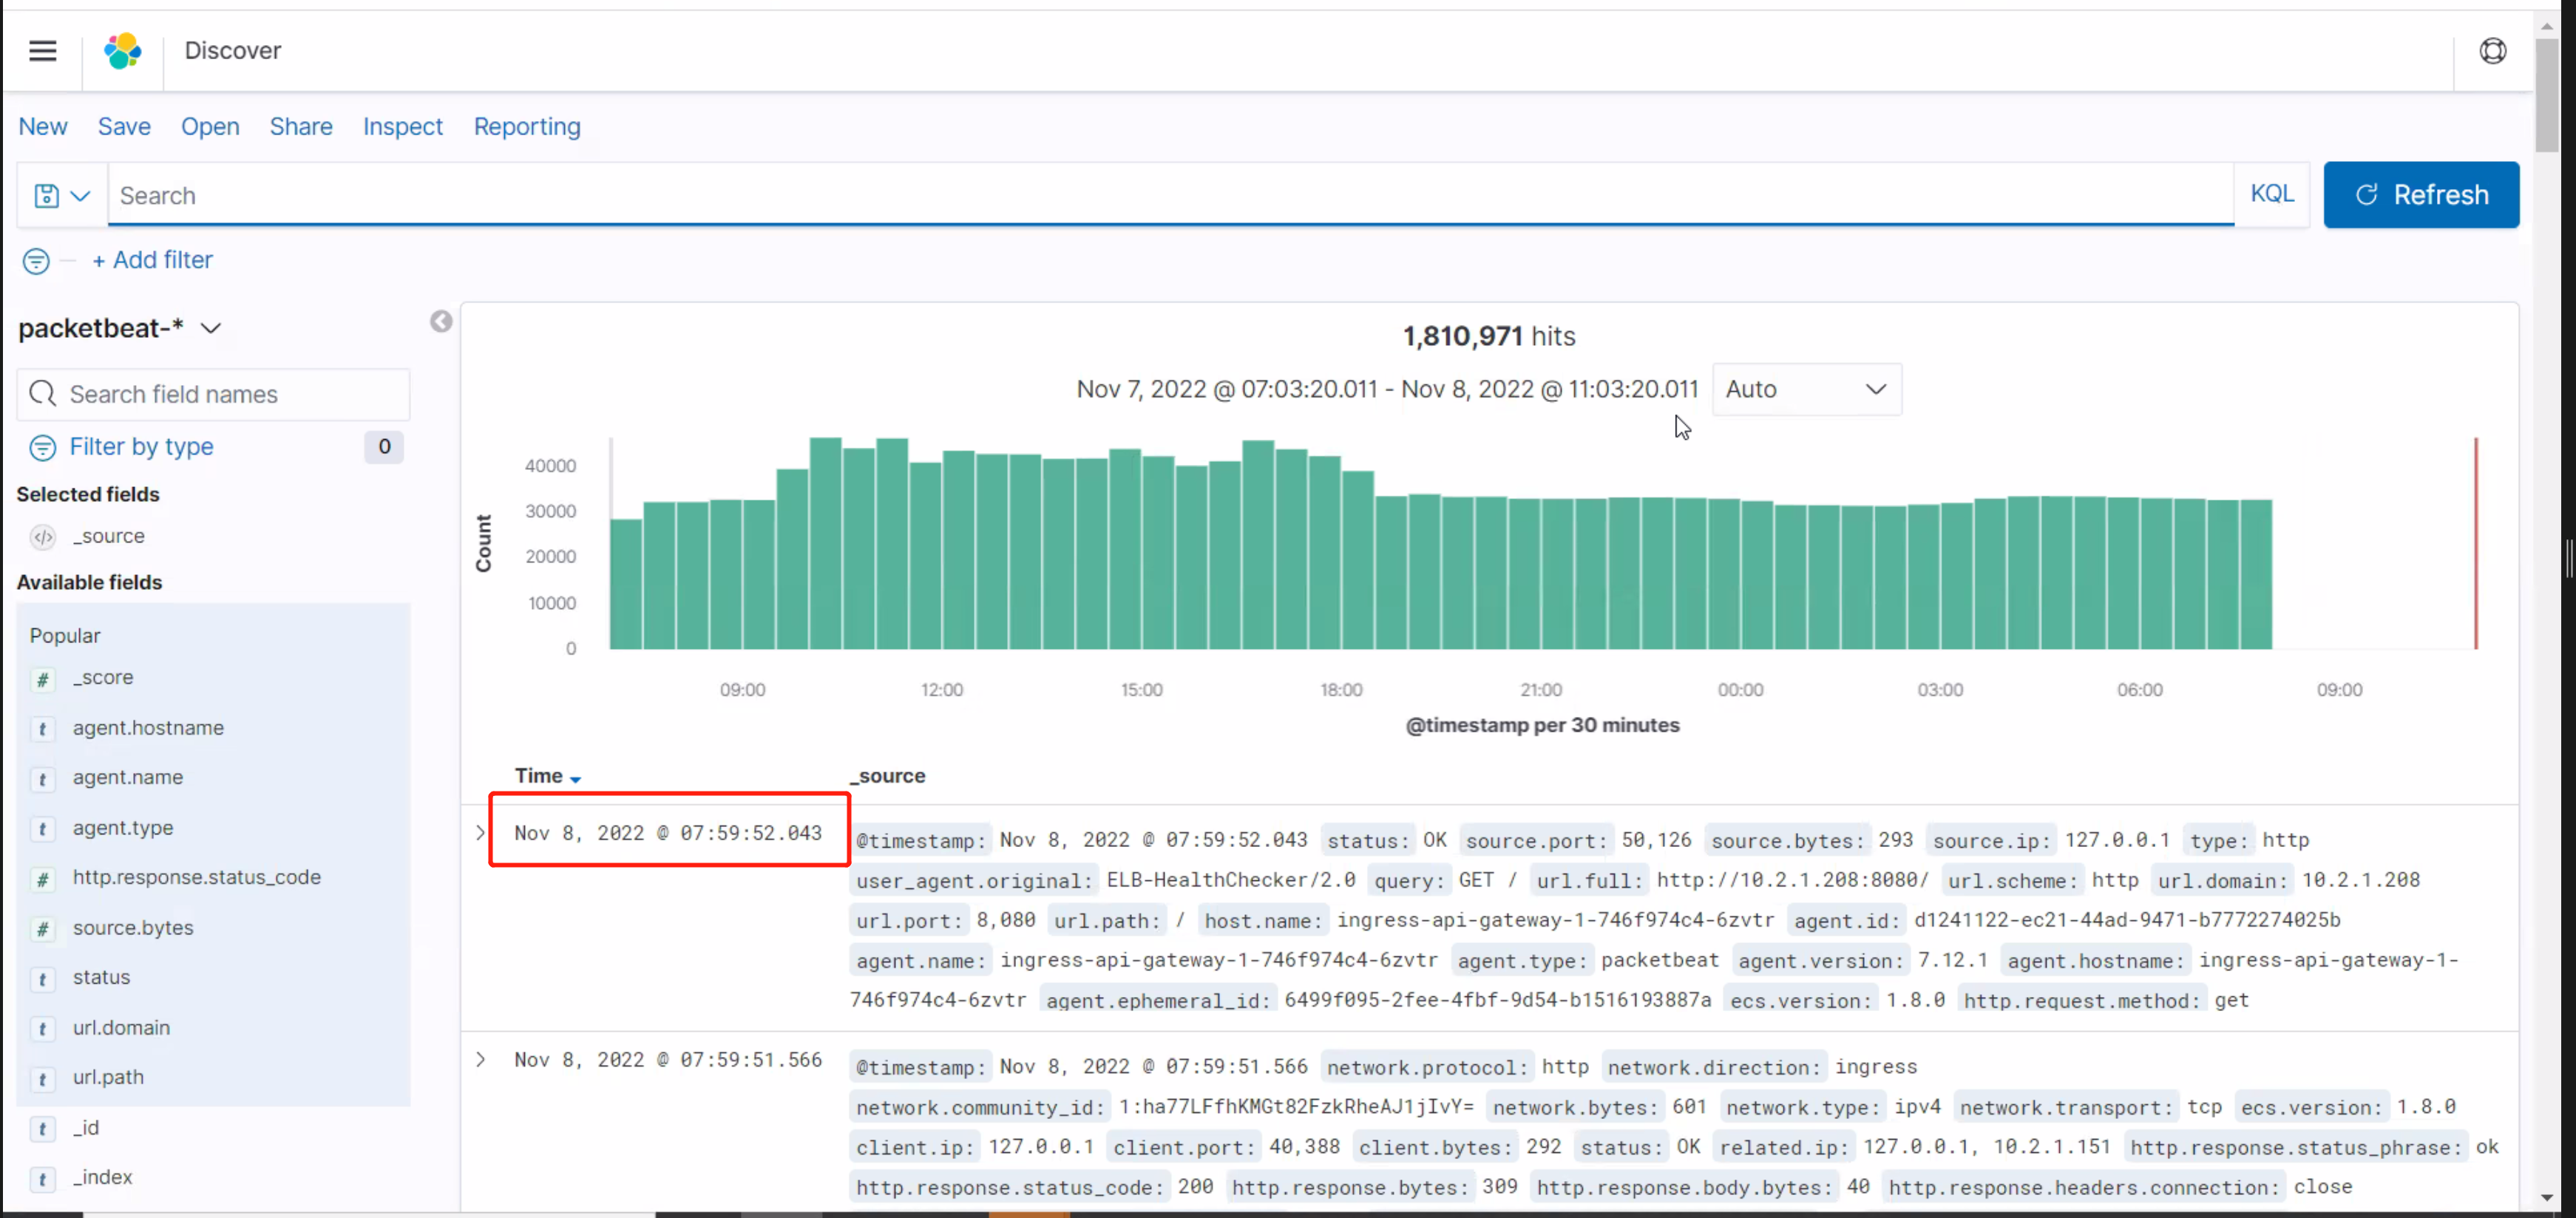 Discover
New Save Open Share Inspect Reporting
Search KQL Refresh
+ Add filter
packetbeat-*
Search field names
Filter by type 0
Selected fields
_source
Available fields
Popular
_score
agent.hostname
agent.name
agent.type
http.response.status_code
source.bytes
status
url.domain
url.path
_id
_index
1,810,971 hits
Nov 7, 2022 @ 07:03:20.011 - Nov 8, 2022 @ 11:03:20.011 Auto
Count
40000
30000
20000
10000
0
09:00 12:00 15:00 18:00 21:00 00:00 03:00 06:00 09:00
@timestamp per 30 minutes
Time _source
Nov 8, 2022 @ 07:59:52.043 @timestamp: Nov 8, 2022 @ 07:59:52.043 status: OK source.port: 50,126 source.bytes: 293 source.ip: 127.0.0.1 type: http
user_agent.original: ELB-HealthChecker/2.0 query: GET / url.full: http://10.2.1.208:8080/ url.scheme: http url.domain: 10.2.1.208
url.port: 8,080 url.path: / host.name: ingress-api-gateway-1-746f974c4-6zvtr agent.id: d1241122-ec21-44ad-9471-b7772274025b
agent.name: ingress-api-gateway-1-746f974c4-6zvtr agent.type: packetbeat agent.version: 7.12.1 agent.hostname: ingress-api-gateway-1-
746f974c4-6zvtr agent.ephemeral_id: 6499f095-2fee-4fbf-9d54-b1516193887a ecs.version: 1.8.0 http.request.method: get
Nov 8, 2022 @ 07:59:51.566 @timestamp: Nov 8, 2022 @ 07:59:51.566 network.protocol: http network.direction: ingress
network.community_id: 1:ha77LFfhKMGt82FzkRheAJ1jIvY= network.bytes: 601 network.type: ipv4 network.transport: tcp ecs.version: 1.8.0
client.ip: 127.0.0.1 client.port: 40,388 client.bytes: 292 status: OK related.ip: 127.0.0.1, 10.2.1.151 http.response.status_phrase: ok
http.response.status_code: 200 http.response.bytes: 309 http.response.body.bytes: 40 http.response.headers.connection: close